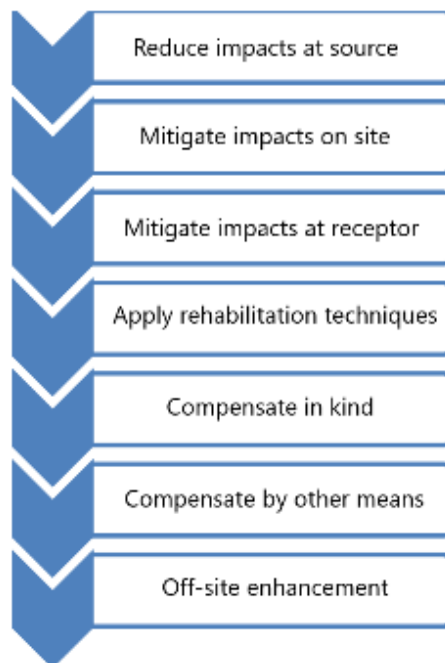 Reduce impacts at source
Mitigate impacts on site
Mitigate impacts at receptor
Apply rehabilitation techniques
Compensate in kind
Compensate by other means
Off-site enhancement